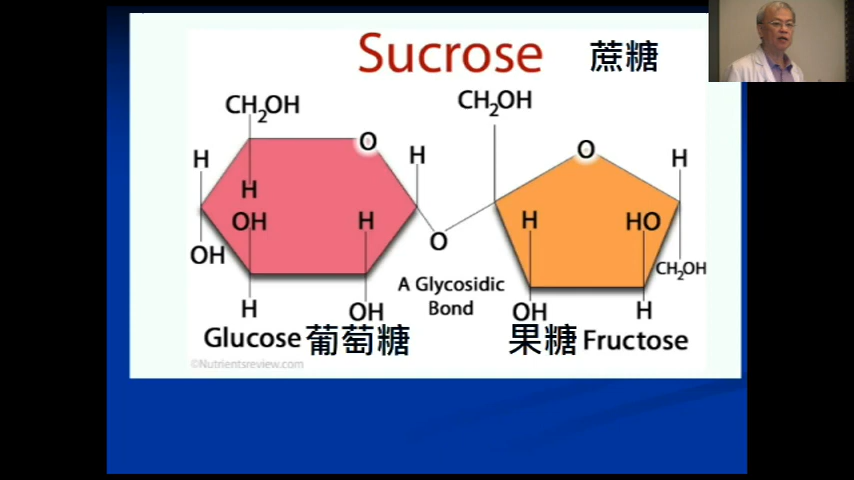 Sucrose 蔗糖
CH2OH
CH2OH
O
O
H
H
H
H
OH
H
H
HO
O
OH
CH2OH
A Glycosidic
Bond
H
OH
OH
H
Glucose 葡萄糖
果糖 Fructose
©Nutrientsreview.com